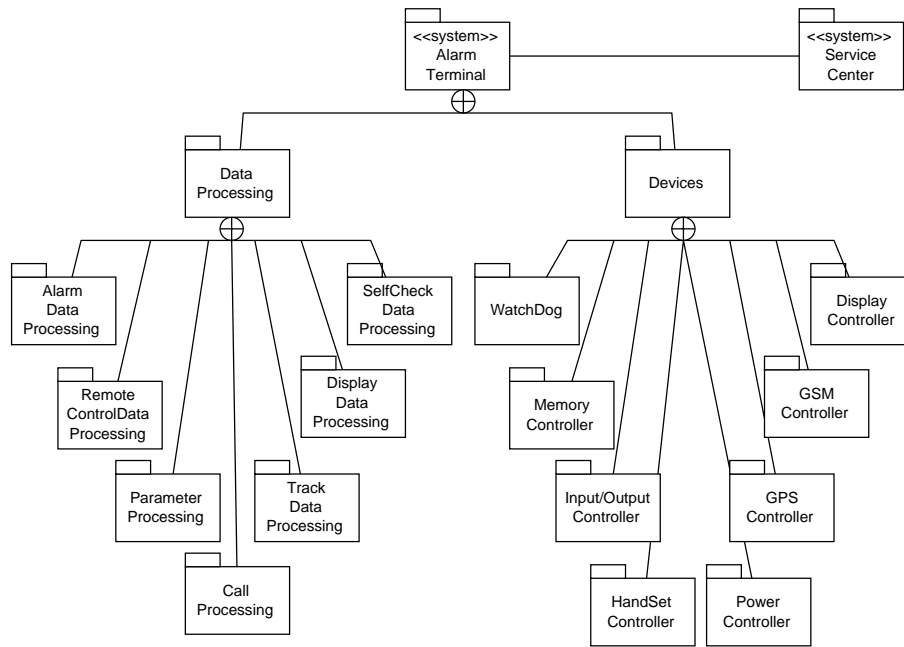 <<system>>
Alarm
Terminal
<<system>>
Service
Center
Data
Processing
Devices
Alarm
Data
Processing
SelfCheck
Data
Processing
WatchDog
Display
Controller
Remote
ControlData
Processing
Display
Data
Processing
Memory
Controller
GSM
Controller
Parameter
Processing
Track
Data
Processing
Input/Output
Controller
GPS
Controller
Call
Processing
HandSet
Controller
Power
Controller